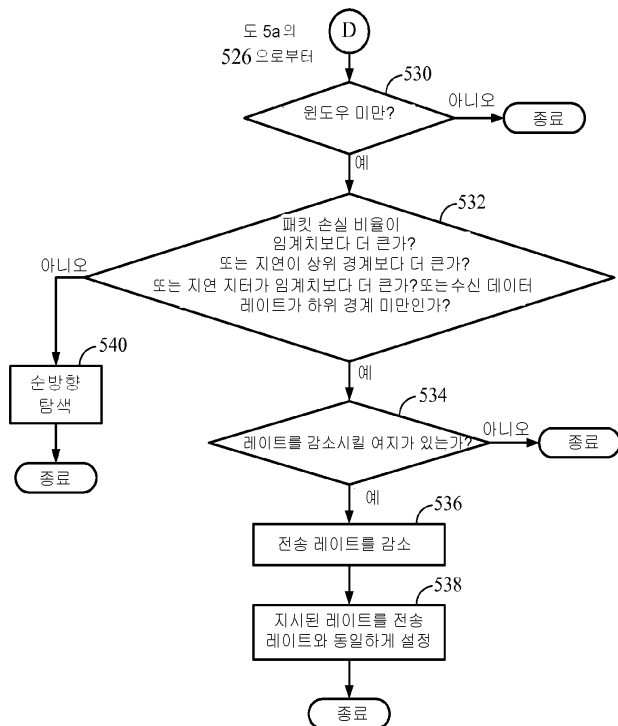 도 5a의
526으로부터
D
530
윈도우 미만?
아니오
종료
예
532
패킷 손실 비율이
임계치보다 더 큰가?
또는 지연이 상위 경계보다 더 큰가?
또는 지연 지터가 임계치보다 더 큰가?또는수신 데이터
레이트가 하위 경계 미만인가?
아니오
540
순방향
탐색
종료
예
534
레이트를 감소시킬 여지가 있는가?
아니오
종료
예
536
전송 레이트를 감소
538
지시된 레이트를 전송
레이트와 동일하게 설정
종료